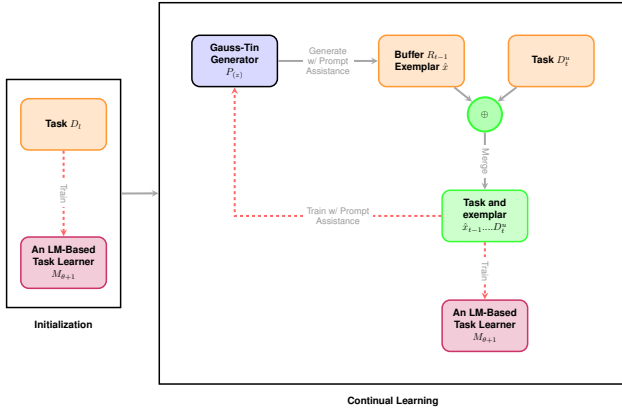 Task $D_t$
Train
An LM-Based
Task Learner
$M_{\theta+1}$
Initialization
Gauss-Tin
Generator
$P_{(z)}$
Generate
w/ Prompt
Assistance
Buffer $R_{t-1}$
Exemplar $\hat{x}$
Task $D_t^u$
⊕
Merge
Train w/ Prompt
Assistance
Task and
exemplar
$\hat{x}_{t-1}....D_t^u$
Train
An LM-Based
Task Learner
$M_{\theta+1}$
Continual Learning